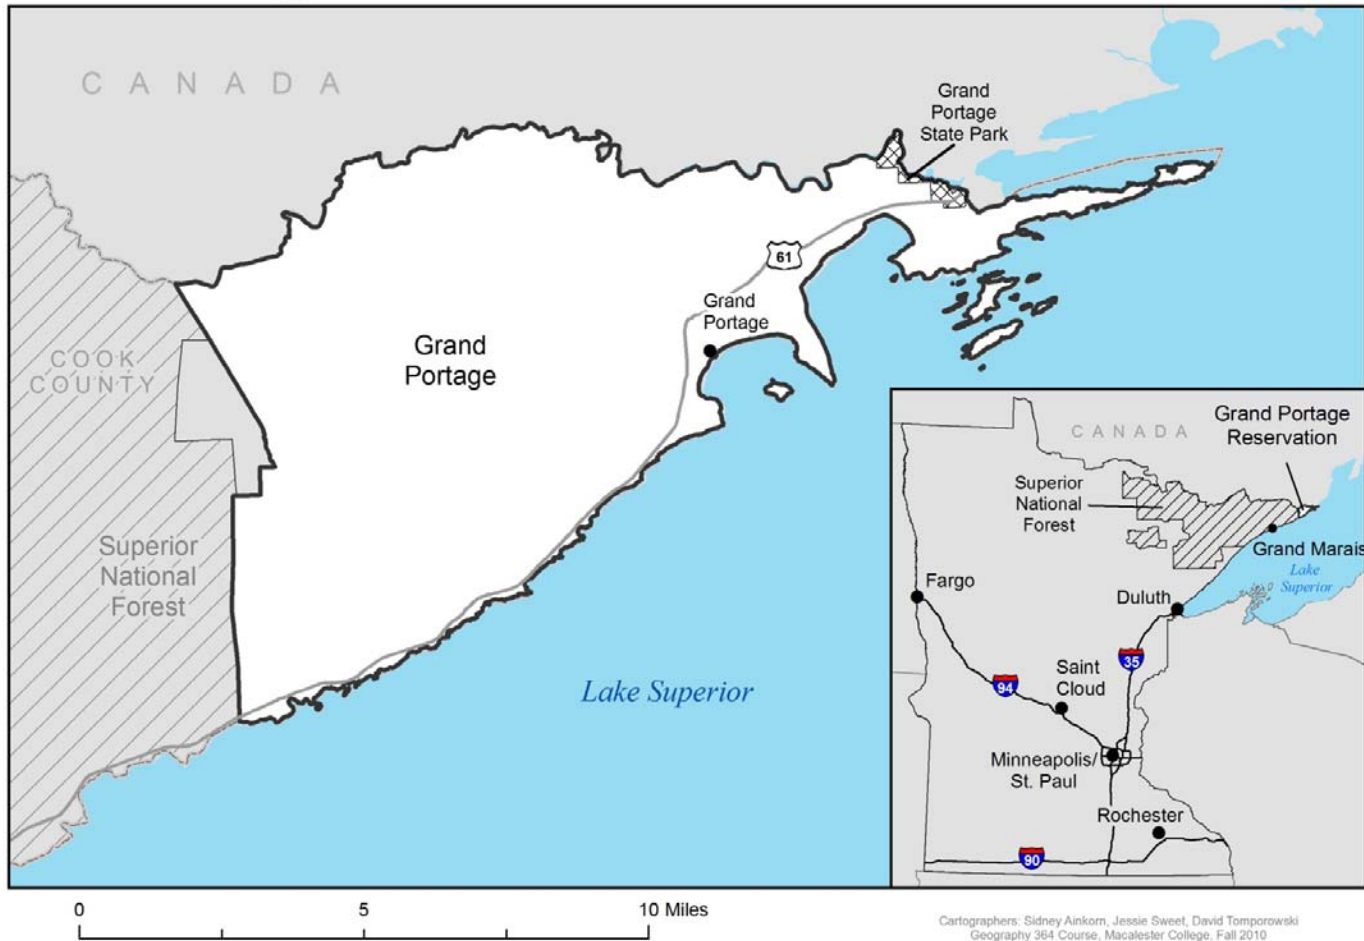 C A N A D A
Grand
Portage
State Park
61
Grand
Portage
Grand
Portage
COOK
COUNTY
Superior
National
Forest
Lake Superior
CANADA
Grand Portage
Reservation
Superior
National
Forest
Grand Marais
Lake
Superior
Fargo
Duluth
35
Saint
Cloud
94
Minneapolis/
St. Paul
Rochester
90
0 5 10 Miles
Cartographers: Sidney Ainkorn, Jessie Sweet, David Tomporowski
Geography 364 Course, Macalester College, Fall 2010